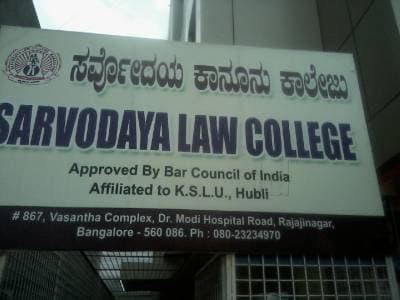 ಸರ್ವೋದಯ ಕಾನೂನು ಕಾಲೇಜು
SARVODAYA LAW COLLEGE
Approved By Bar Council of India
Affiliated to K.S.L.U., Hubli
# 867, Vasantha Complex, Dr. Modi Hospital Road, Rajajinagar,
Bangalore - 560 086. Ph : 080-23234970